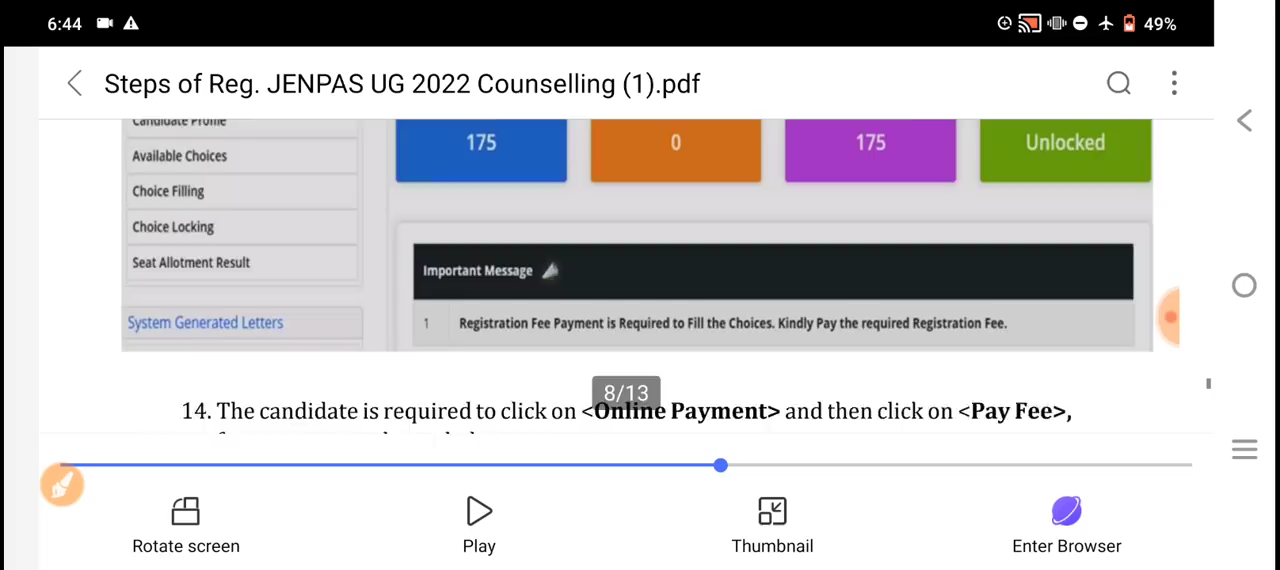 6:44
49%
Steps of Reg. JENPAS UG 2022 Counselling (1).pdf
Candidate Profile
Available Choices
Choice Filling
Choice Locking
Seat Allotment Result
System Generated Letters
175
0
175
Unlocked
Important Message
1 Registration Fee Payment is Required to Fill the Choices. Kindly Pay the required Registration Fee.
8/13
14. The candidate is required to click on <Online Payment> and then click on <Pay Fee>,
Rotate screen
Play
Thumbnail
Enter Browser